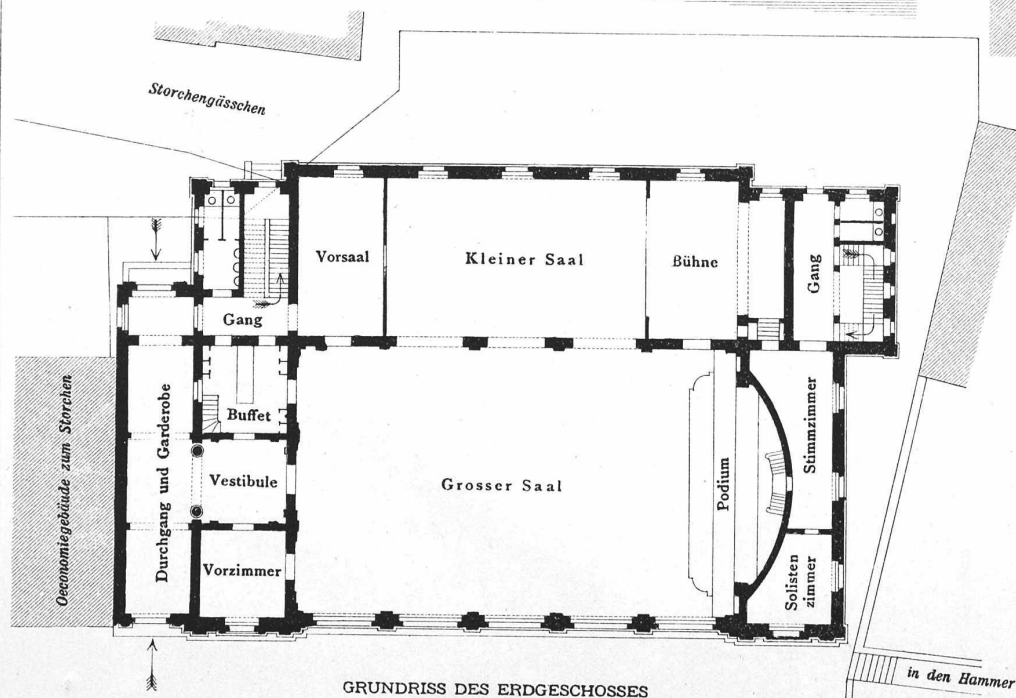 Storchengässchen
Vorsaal
Kleiner Saal
Bühne
Gang
Gang
Buffet
Durchgang und Garderobe
Oeconomiegebäude zum Storchen
Vestibule
Grosser Saal
Podium
Stimmzimmer
Vorzimmer
Solisten
zimmer
in den Hammer
GRUNDRISS DES ERDGESCHOSSES